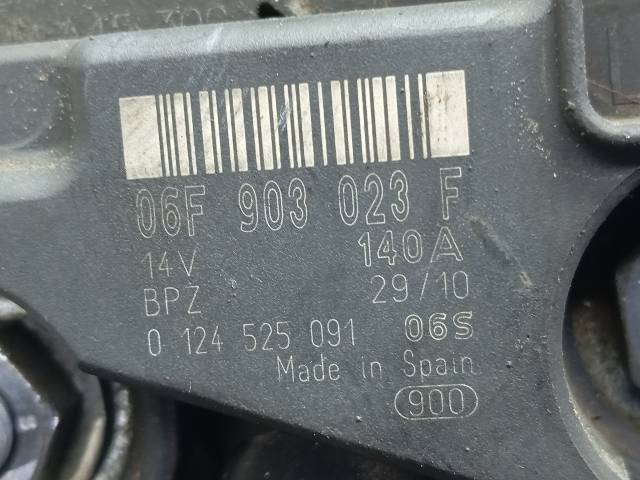 06F 903 023 F
14V 140A
BPZ 29/10
0 124 525 091 06S
Made in Spain
900